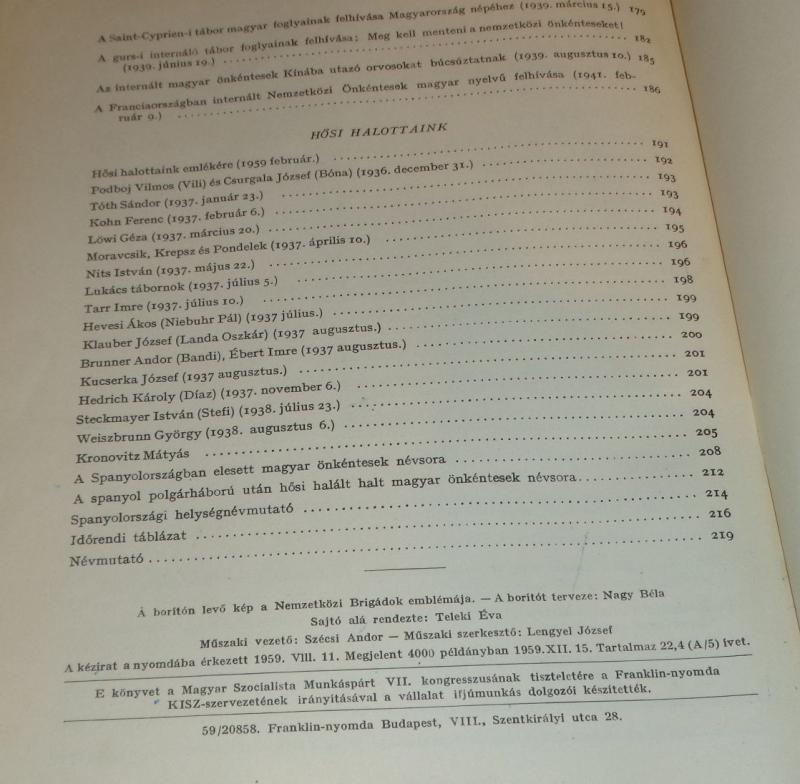 A Saint-Cyprien-i tábor magyar foglyainak felhívása Magyarország népéhez (1939. március 15.) 179
A gurs-i internáló tábor foglyainak felhívása: Meg kell menteni a nemzetközi önkénteseket!
(1939. június 19.) 182
Az internált magyar önkéntesek Kínába utazó orvosokat búcsúztatnak (1939. augusztus 10.) 185
A Franciaországban internált Nemzetközi Önkéntesek magyar nyelvű felhívása (1941. feb-
ruár 9.) 186
HŐSI HALOTTAINK
Hősi halottaink emlékére (1959 február.) 191
Podboj Vilmos (Vili) és Csurgala József (Bóna) (1936. december 31.) 192
Tóth Sándor (1937. január 23.) 193
Kohn Ferenc (1937. február 6.) 193
Löwi Géza (1937. március 20.) 194
Moravcsik, Krepsz és Pondelek (1937. április 10.) 195
Nits István (1937. május 22.) 196
Lukács tábornok (1937. július 5.) 196
Tarr Imre (1937. július 10.) 198
Hevesi Ákos (Niebuhr Pál) (1937 július.) 199
Klauber József (Landa Oszkár) (1937 augusztus.) 199
Brunner Andor (Bandi), Ébert Imre (1937 augusztus.) 200
Kucserka József (1937 augusztus.) 201
Hedrich Károly (Díaz) (1937. november 6.) 201
Steckmayer István (Stefi) (1938. július 23.) 204
Weiszbrunn György (1938. augusztus 6.) 204
Kronovitz Mátyás 205
A Spanyolországban elesett magyar önkéntesek névsora 208
A spanyol polgárháború után hősi halált halt magyar önkéntesek névsora 212
Spanyolországi helységnévmutató 214
Időrendi táblázat 216
Névmutató 219
A borítón levő kép a Nemzetközi Brigádok emblémája. — A borítót terveze: Nagy Béla
Sajtó alá rendezte: Teleki Éva
Műszaki vezető: Szécsi Andor — Műszaki szerkesztő: Lengyel József
A kézirat a nyomdába érkezett 1959. VIII. 11. Megjelent 4000 példányban 1959.XII. 15. Tartalmaz 22,4 (A/5) ívet.
E könyvet a Magyar Szocialista Munkáspárt VII. kongresszusának tiszteletére a Franklin-nyomda
KISZ-szervezetének irányításával a vállalat ifjúmunkás dolgozói készítették.
59/20858. Franklin-nyomda Budapest, VIII., Szentkirályi utca 28.